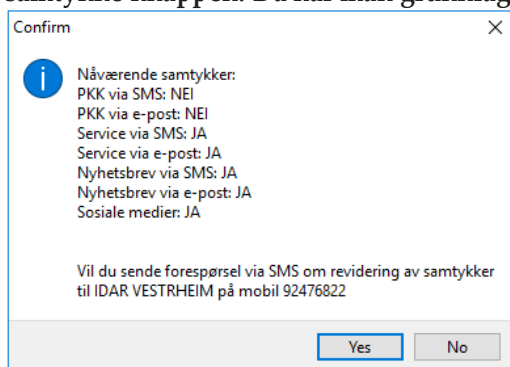 Confirm
Nåværende samtykker:
PKK via SMS: NEI
PKK via e-post: NEI
Service via SMS: JA
Service via e-post: JA
Nyhetsbrev via SMS: JA
Nyhetsbrev via e-post: JA
Sosiale medier: JA
Vil du sende forespørsel via SMS om revidering av samtykker
til IDAR VESTRHEIM på mobil 92476822
Yes No